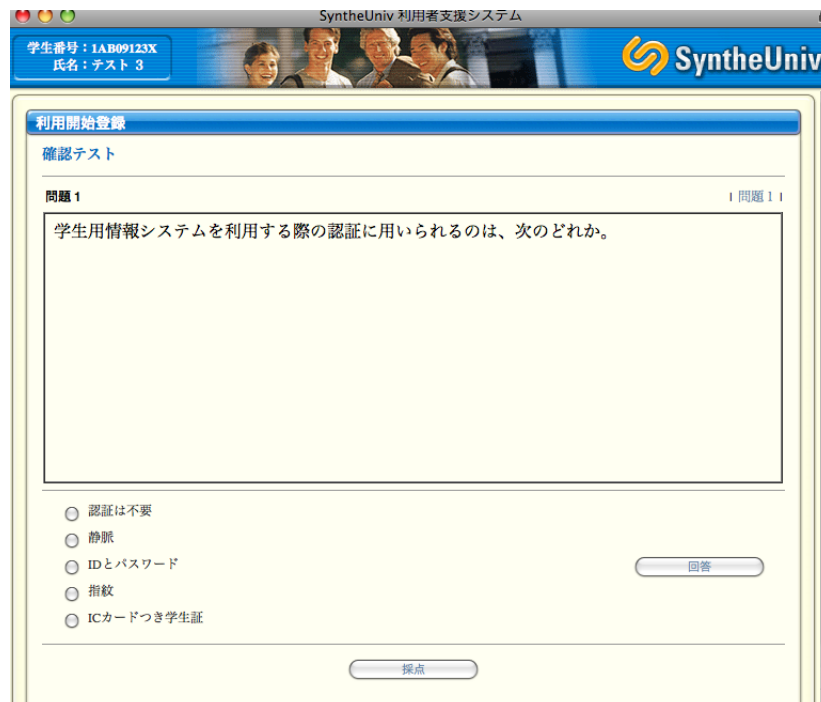 SyntheUniv 利用者支援システム
学生番号：1AB09123X
氏名：テスト 3
SyntheUniv
利用開始登録
確認テスト
問題 1
| 問題 1 |
学生用情報システムを利用する際の認証に用いられるのは、次のどれか。
認証は不要
静脈
IDとパスワード
回答
指紋
ICカードつき学生証
採点